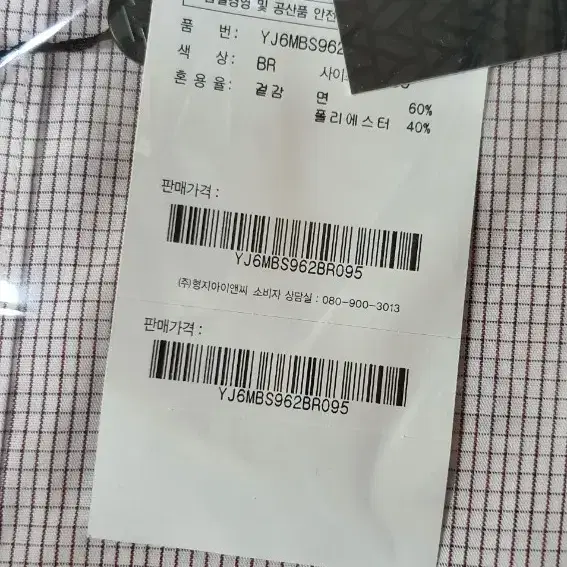 및 공산품 안전
품 번: YJ6MBS962
색 상: BR 사이
혼용율: 겉감 면 60%
폴리에스터 40%
판매가격:
YJ6MBS962BR095
(주)형지아이앤씨 소비자 상담실 : 080-900-3013
판매가격:
YJ6MBS962BR095